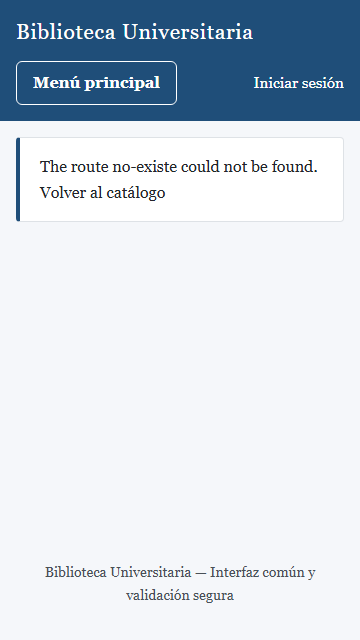 Biblioteca Universitaria
Menú principal
Iniciar sesión
The route no-existe could not be found.
Volver al catálogo
Biblioteca Universitaria — Interfaz común y
validación segura